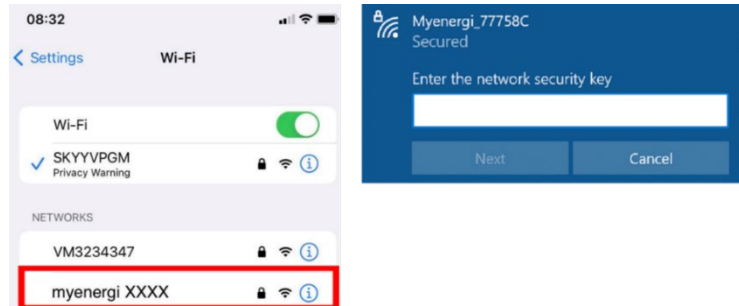 08:32
Settings
Wi-Fi
Wi-Fi
SKYYVPGM
Privacy Warning
NETWORKS
VM3234347
myenergi XXXX
Myenergi_77758C
Secured
Enter the network security key
Next
Cancel